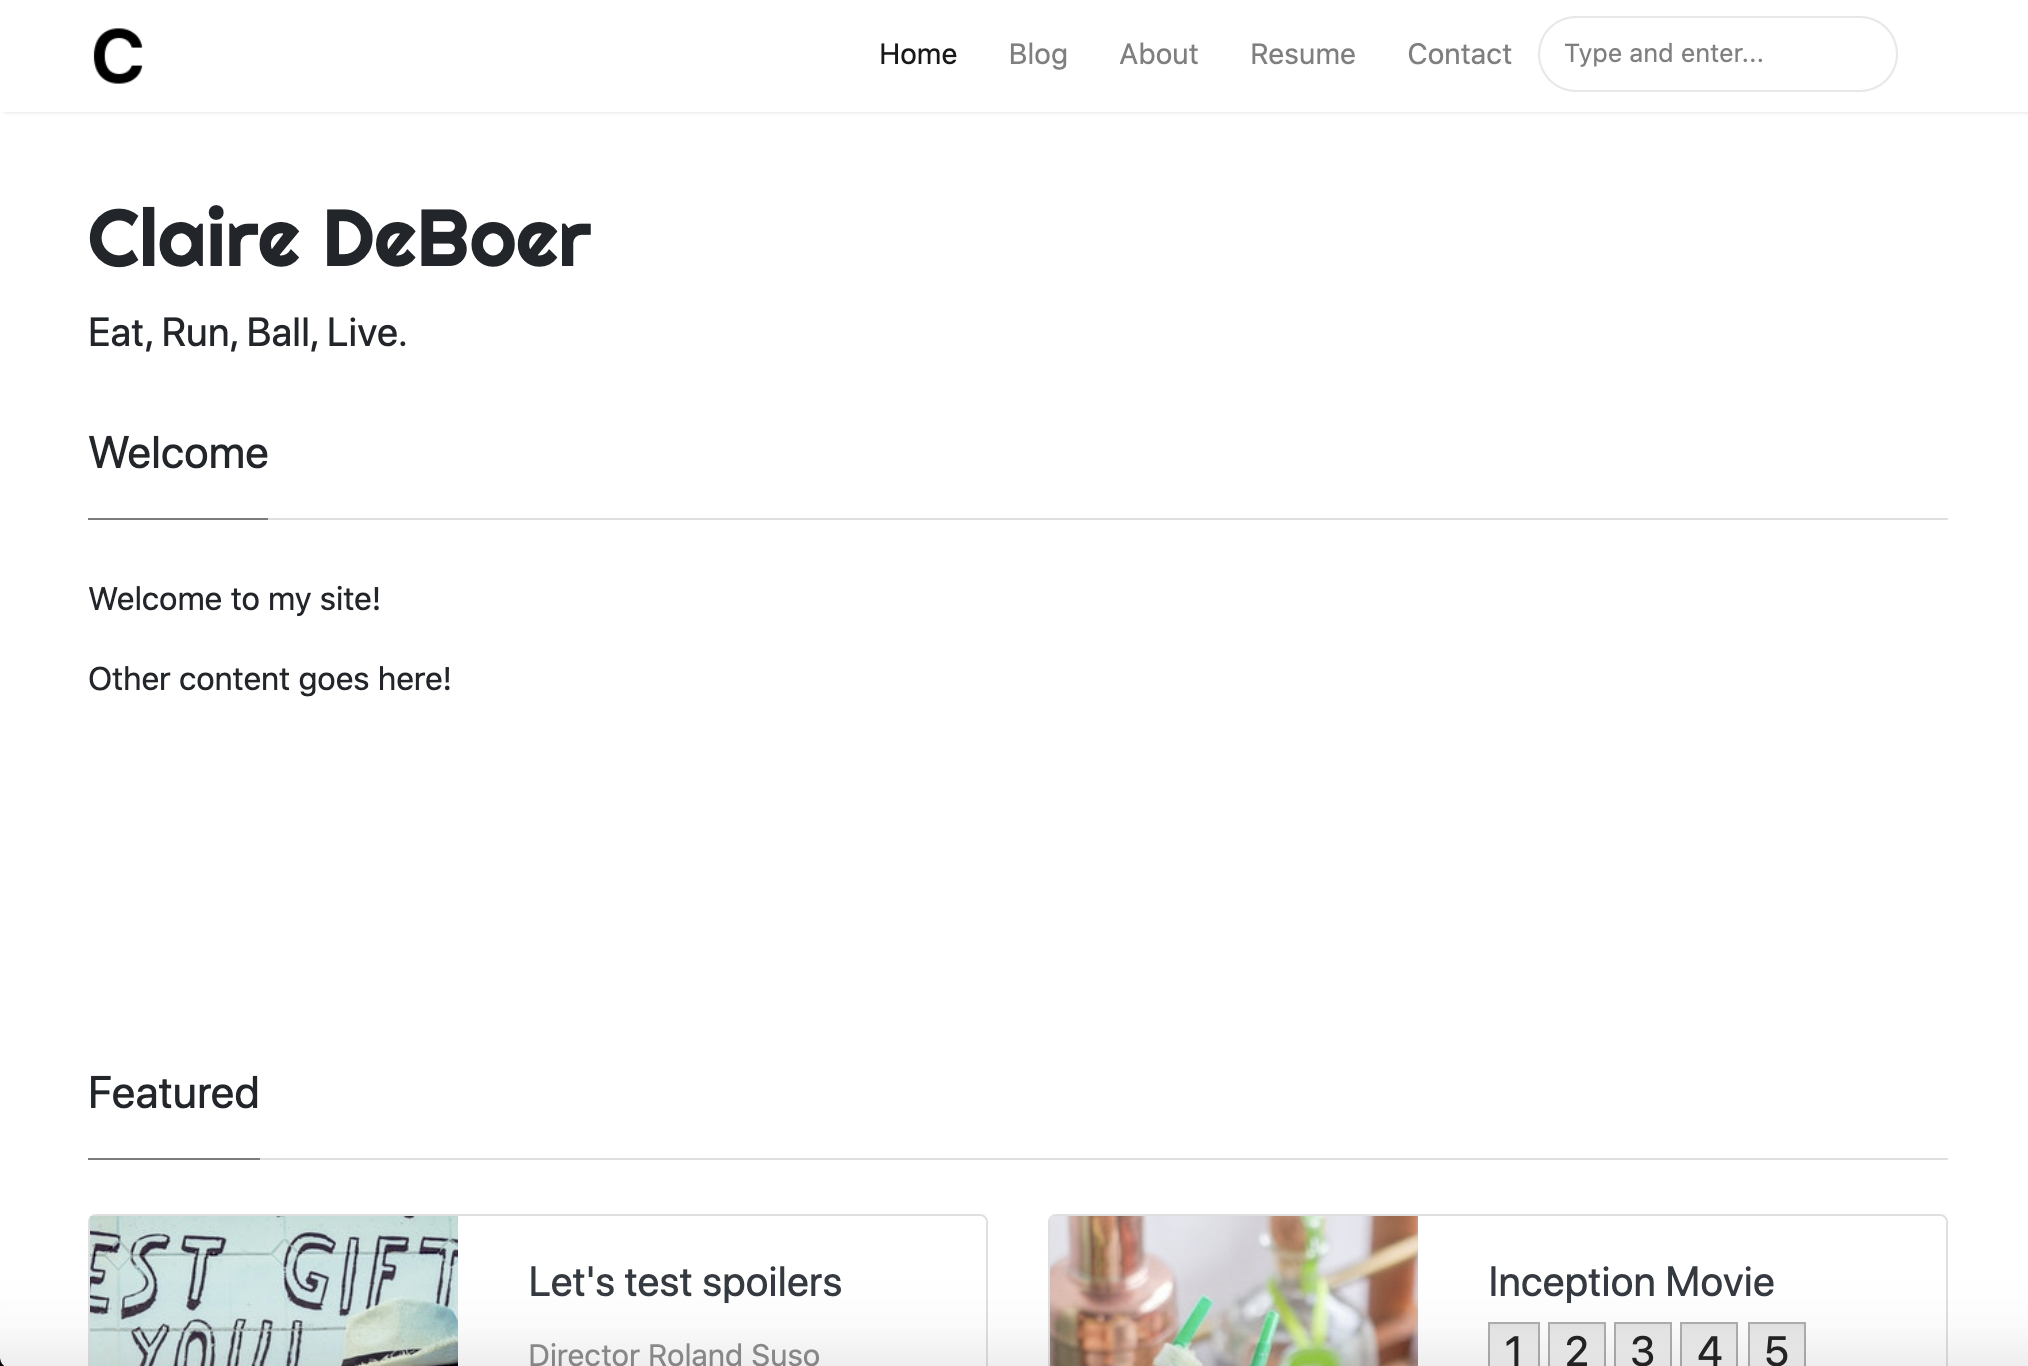 C
Home Blog About Resume Contact Type and enter...
Claire DeBoer
Eat, Run, Ball, Live.
Welcome
Welcome to my site!
Other content goes here!
Featured
EST GIFT
YOU
Let's test spoilers
Director Roland Suso
Inception Movie
1 2 3 4 5